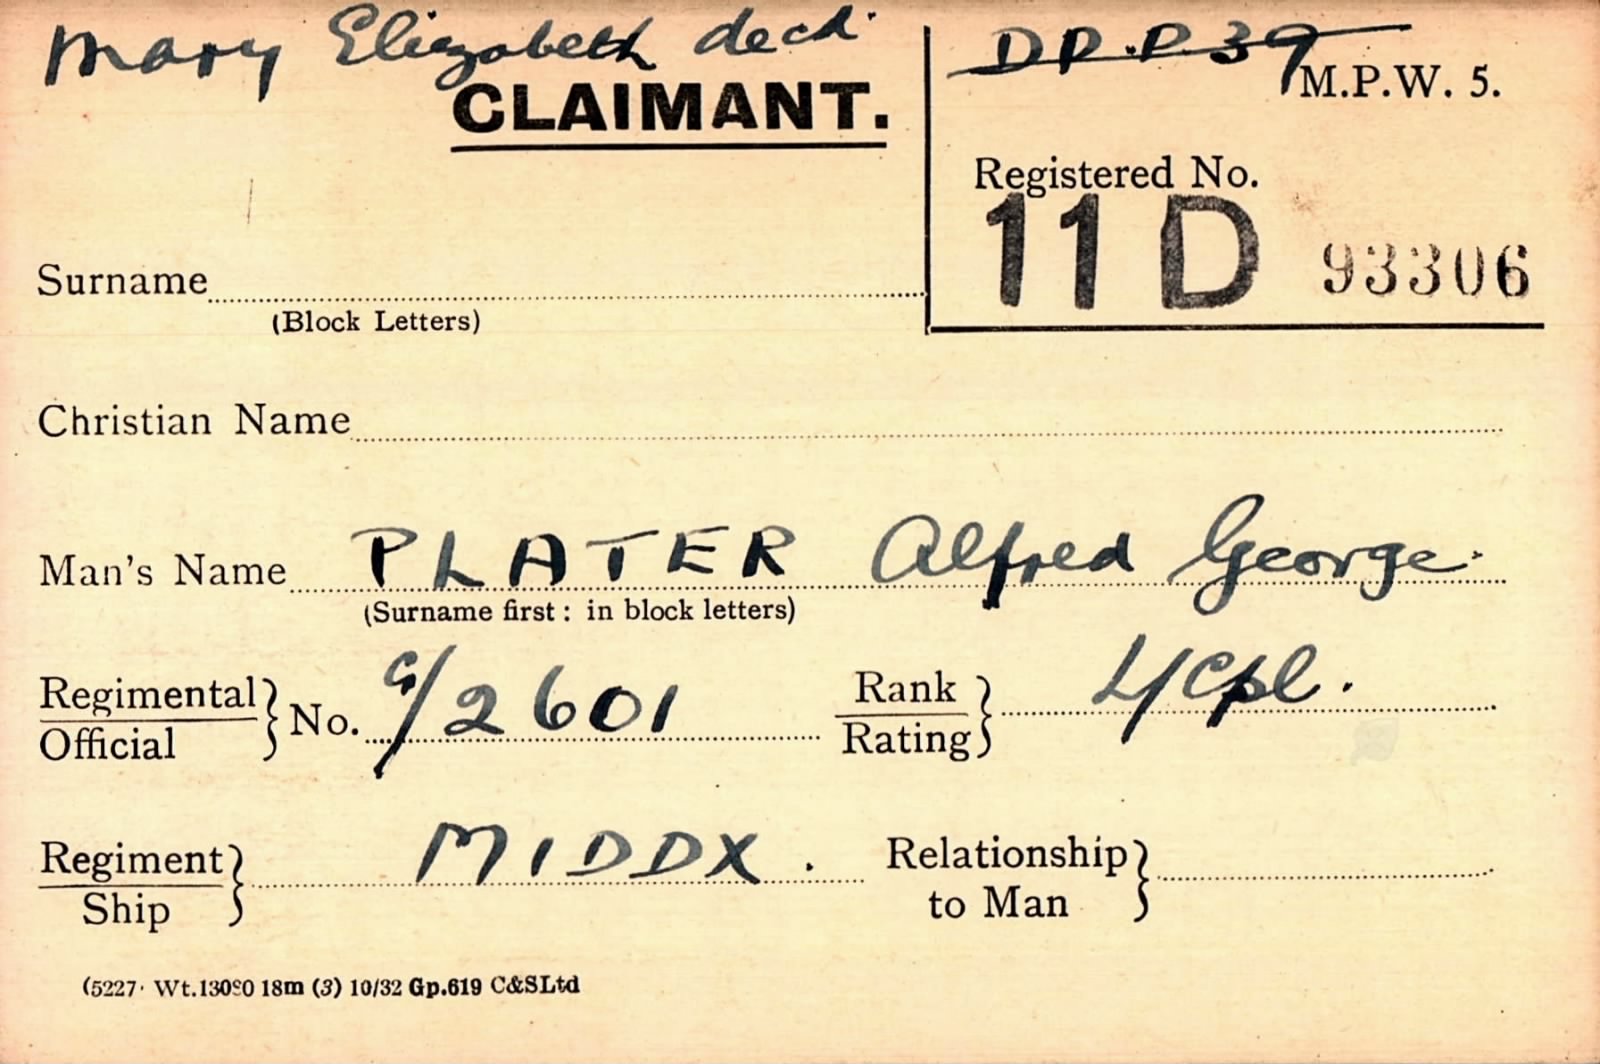 Mary Elizabeth decd.
DP.P39
CLAIMANT.
M.P.W. 5.
Registered No.
11 D 93306
Surname
(Block Letters)
Christian Name
Man's Name PLATER Alfred George.
(Surname first: in block letters)
Regimental
Official } No. G/2601
Rank
Rating } L/Cpl.
Regiment
Ship } MIDDX.
Relationship
to Man }
(5227. Wt.13090 18m (3) 10/32 Gp.619 C&SLtd